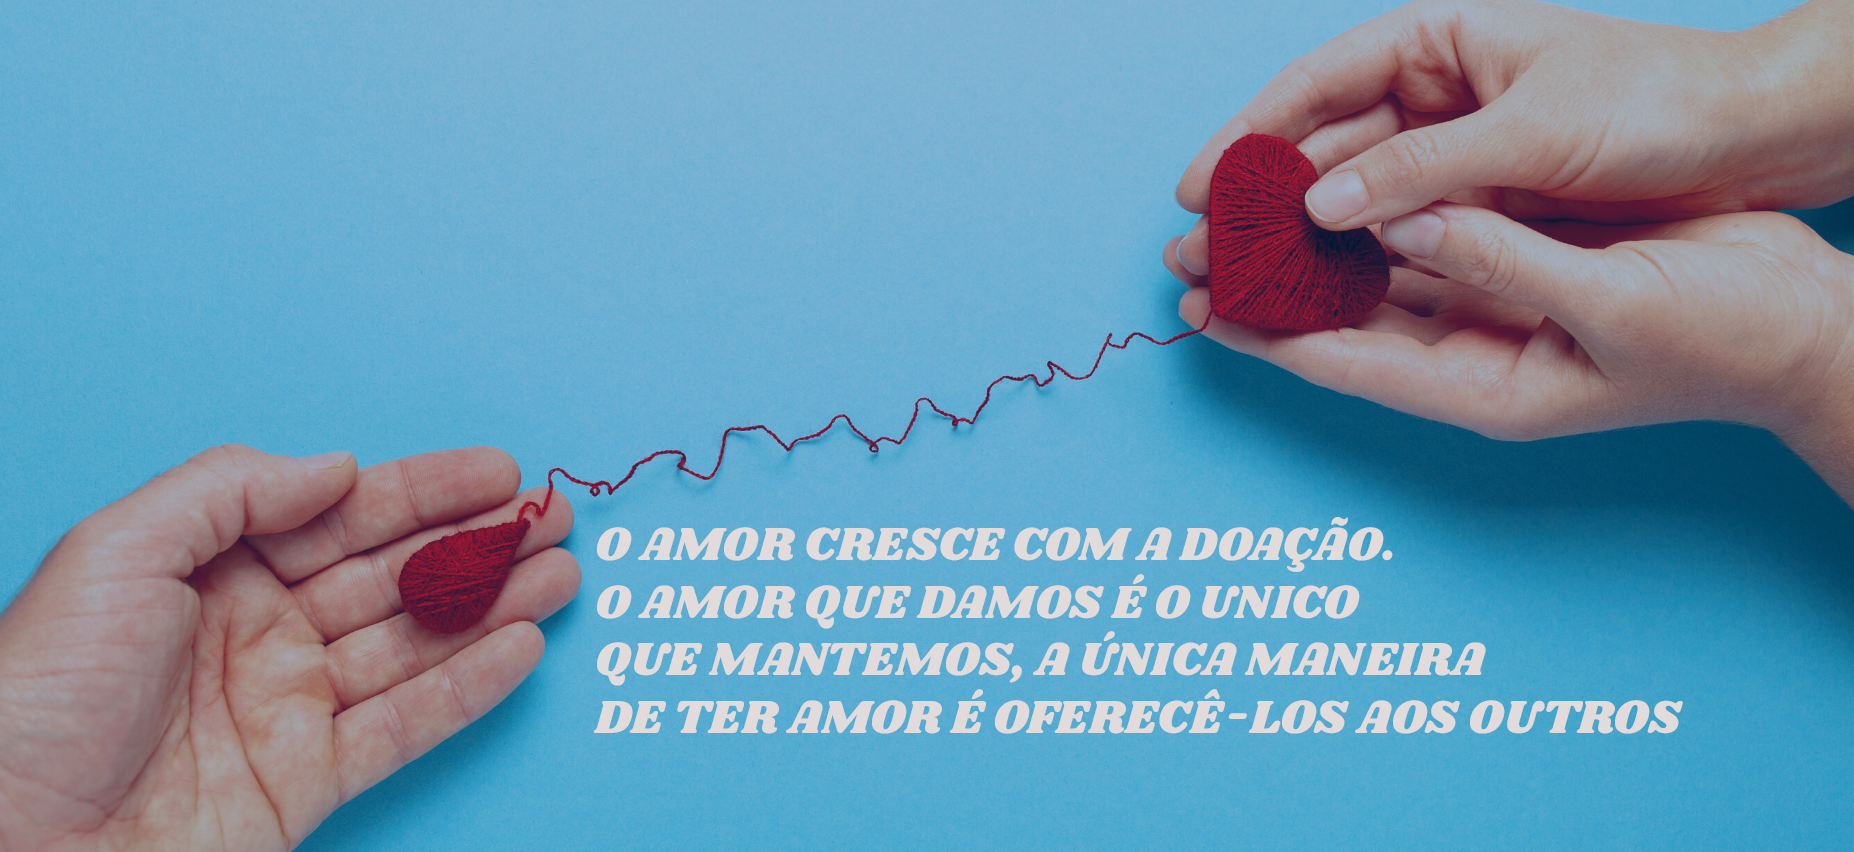 O AMOR CRESCE COM A DOAÇÃO.
O AMOR QUE DAMOS É O UNICO
QUE MANTEMOS, A ÚNICA MANEIRA
DE TER AMOR É OFERECÊ-LOS AOS OUTROS